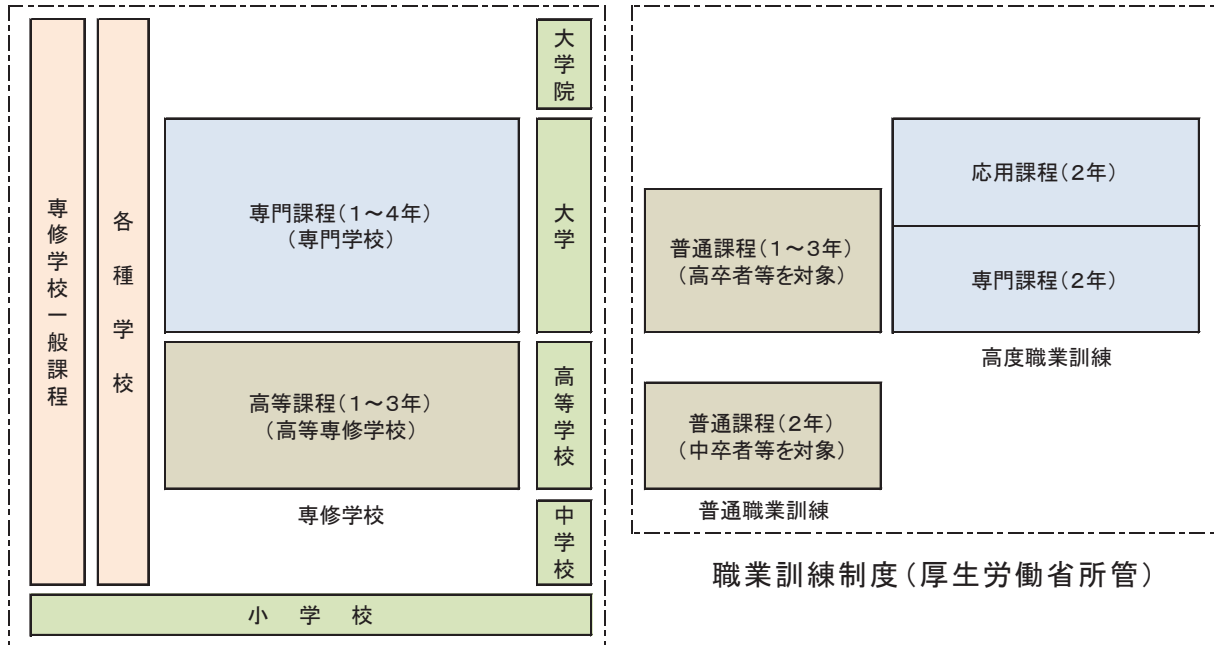 専修学校一般課程
各種学校
専門課程(1~4年)
(専門学校)
高等課程(1~3年)
(高等専修学校)
専修学校
大学院
大学
高等学校
中学校
小学校
普通課程(1~3年)
(高卒者等を対象)
普通課程(2年)
(中卒者等を対象)
普通職業訓練
応用課程(2年)
専門課程(2年)
高度職業訓練
職業訓練制度(厚生労働省所管)